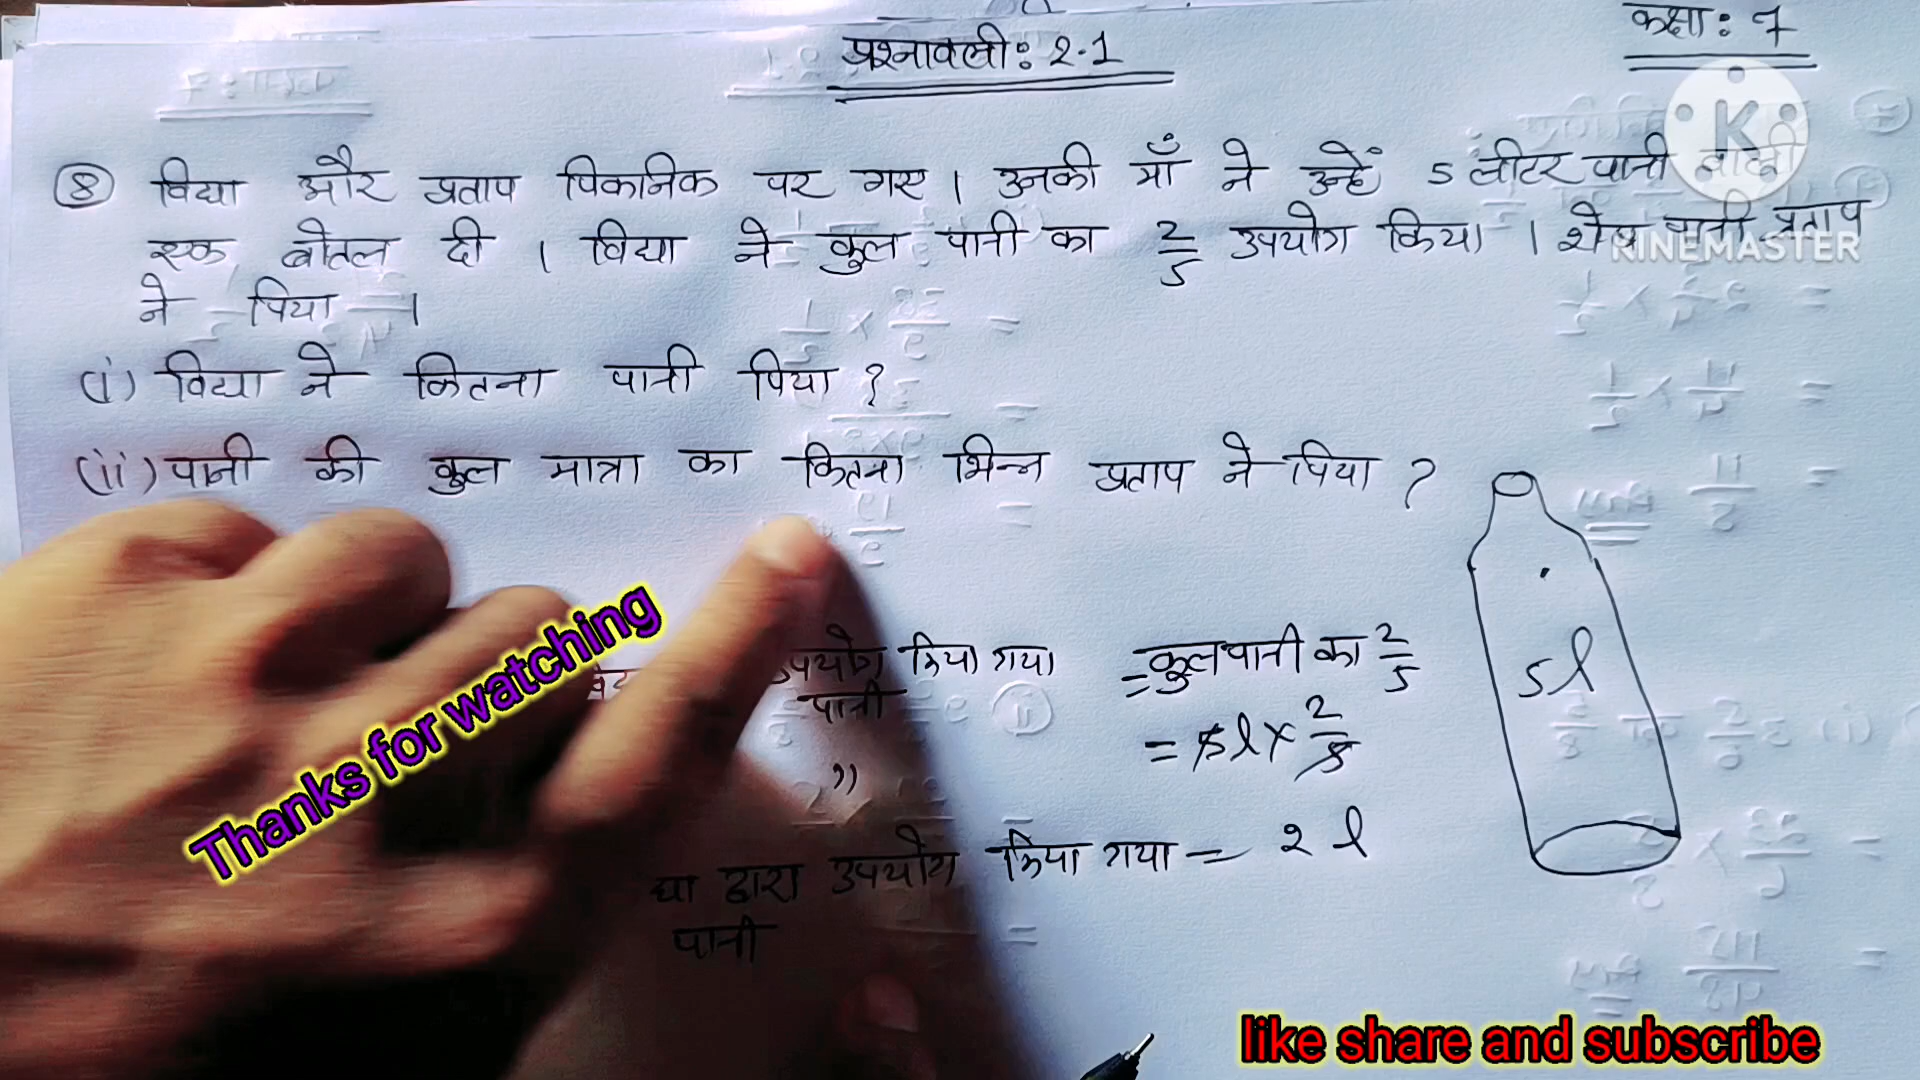 प्रश्नावली: 2.1
कक्षा: 7
K
KINEMASTER
⑧ विद्या और प्रताप पिकनिक पर गए। उनकी माँ ने उन्हें 5 लीटर पानी वाली
एक बोतल दी। विद्या ने कुल पानी का 2/5 उपयोग किया। शेष पानी प्रताप
ने पिया।
(i) विद्या ने कितना पानी पिया?
(ii) पानी की कुल मात्रा का कितना भिन्न प्रताप ने पिया?
उपयोग किया गया = कुल पानी का 2/5
पानी
" = 5l × 2/5
द्वारा उपयोग किया गया = 2 l
पानी
5l
Thanks for watching
like share and subscribe